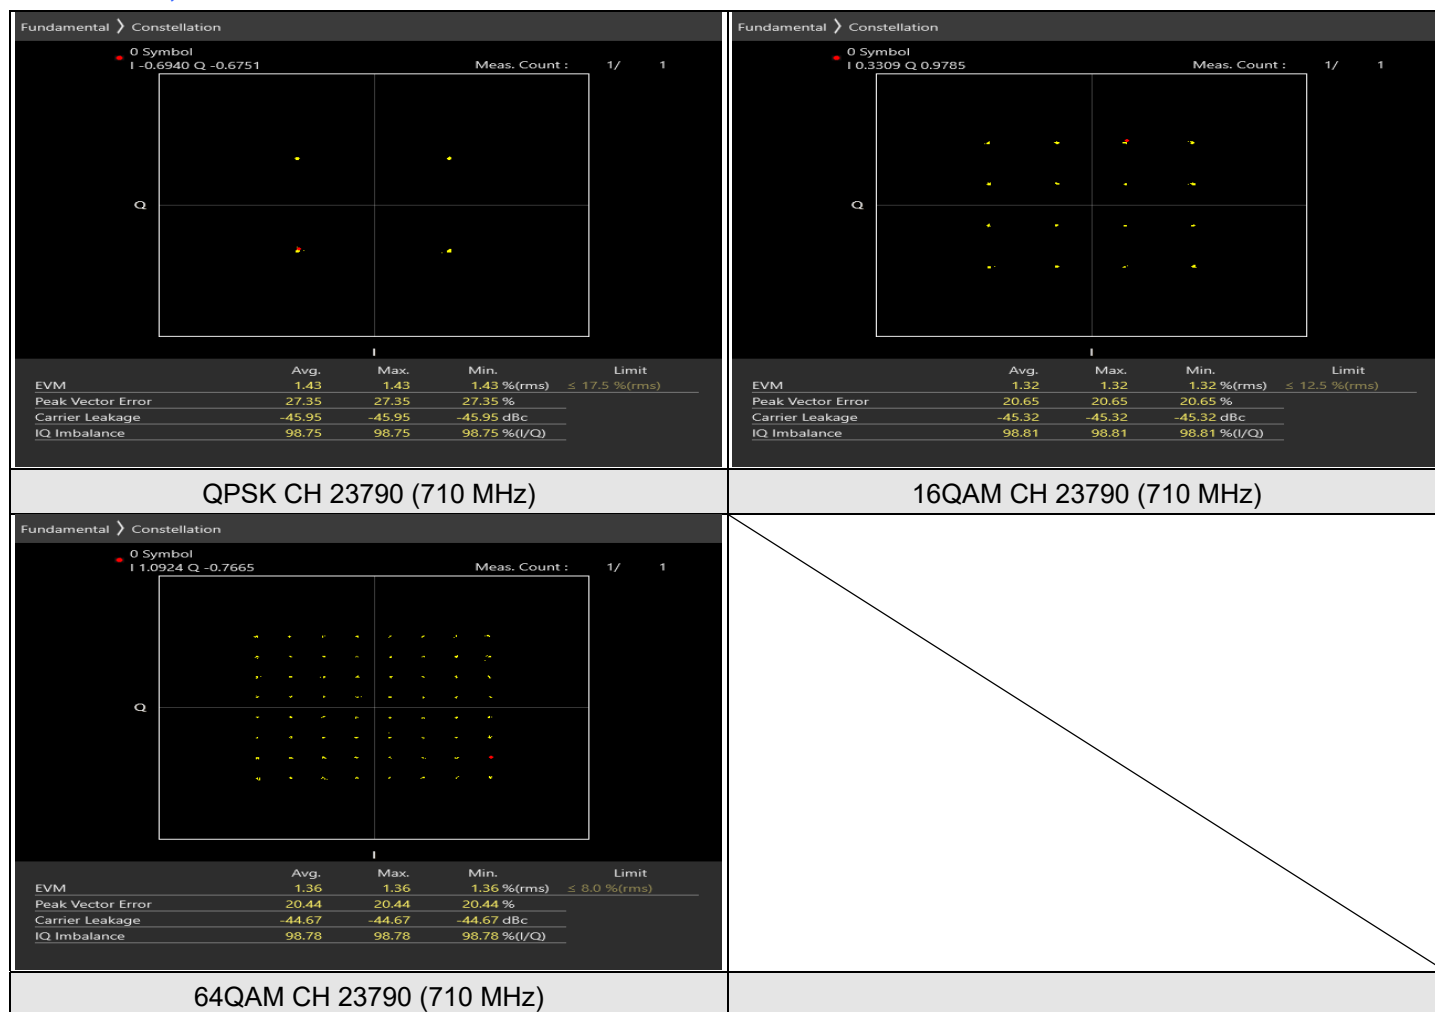 Fundamental ❯ Constellation
0 Symbol
I -0.6940 Q -0.6751 Meas. Count : 1/ 1
Q
I
Avg. Max. Min. Limit
EVM 1.43 1.43 1.43 %(rms) ≤ 17.5 %(rms)
Peak Vector Error 27.35 27.35 27.35 %
Carrier Leakage -45.95 -45.95 -45.95 dBc
IQ Imbalance 98.75 98.75 98.75 %(I/Q)
QPSK CH 23790 (710 MHz)
Fundamental ❯ Constellation
0 Symbol
I 0.3309 Q 0.9785 Meas. Count : 1/ 1
Q
I
Avg. Max. Min. Limit
EVM 1.32 1.32 1.32 %(rms) ≤ 12.5 %(rms)
Peak Vector Error 20.65 20.65 20.65 %
Carrier Leakage -45.32 -45.32 -45.32 dBc
IQ Imbalance 98.81 98.81 98.81 %(I/Q)
16QAM CH 23790 (710 MHz)
Fundamental ❯ Constellation
0 Symbol
I 1.0924 Q -0.7665 Meas. Count : 1/ 1
Q
I
Avg. Max. Min. Limit
EVM 1.36 1.36 1.36 %(rms) ≤ 8.0 %(rms)
Peak Vector Error 20.44 20.44 20.44 %
Carrier Leakage -44.67 -44.67 -44.67 dBc
IQ Imbalance 98.78 98.78 98.78 %(I/Q)
64QAM CH 23790 (710 MHz)